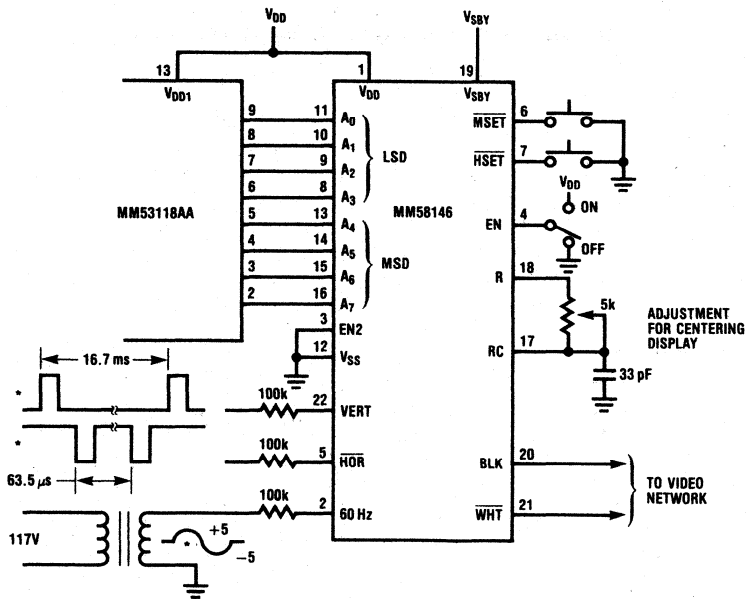 VDD
VSBY
13
1
19
VDD1
VDD
VSBY
9
11
A0
8
10
A1
7
9
A2
6
8
A3
LSD
5
13
A4
4
14
A5
3
15
A6
2
16
A7
MSD
MM53118AA
MM58146
3
EN2
12
VSS
MSET
6
HSET
7
VDD
ON
EN
4
OFF
R
18
5k
RC
17
33 pF
ADJUSTMENT
FOR CENTERING
DISPLAY
16.7 ms
*
*
63.5 μs
100k
22
VERT
100k
5
HOR
100k
2
60 Hz
117V
+5
*
−5
BLK
20
WHT
21
TO VIDEO
NETWORK